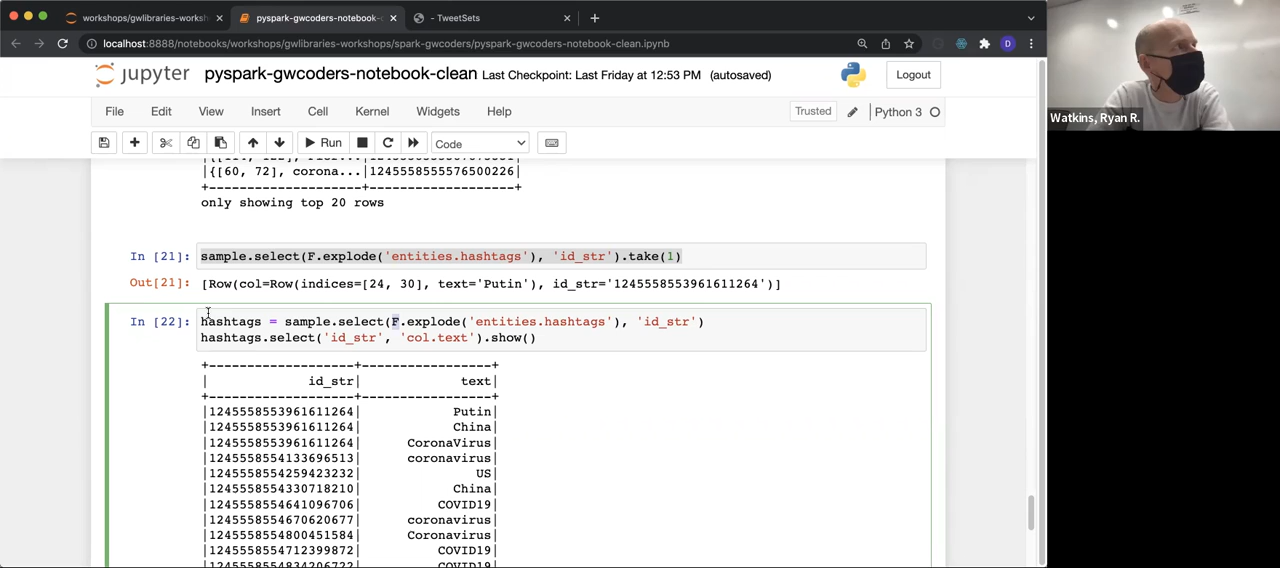 workshops/gwlibraries-worksh
pyspark-gwcoders-notebook-
- TweetSets
localhost:8888/notebooks/workshops/gwlibraries-workshops/spark-gwcoders/pyspark-gwcoders-notebook-clean.ipynb
D
jupyter pyspark-gwcoders-notebook-clean Last Checkpoint: Last Friday at 12:53 PM (autosaved)
Logout
File Edit View Insert Cell Kernel Widgets Help
Trusted
Python 3
Run
Code
|{[60, 72], corona...|1245558555576500226|
+--------------------+-------------------+
only showing top 20 rows
In [21]: sample.select(F.explode('entities.hashtags'), 'id_str').take(1)
Out[21]: [Row(col=Row(indices=[24, 30], text='Putin'), id_str='1245558553961611264')]
In [22]: hashtags = sample.select(F.explode('entities.hashtags'), 'id_str')
hashtags.select('id_str', 'col.text').show()
+-------------------+-----------------+
| id_str| text|
+-------------------+-----------------+
|1245558553961611264| Putin|
|1245558553961611264| China|
|1245558553961611264| CoronaVirus|
|1245558554133696513| coronavirus|
|1245558554259423232| US|
|1245558554330718210| China|
|1245558554641096706| COVID19|
|1245558554670620677| coronavirus|
|1245558554800451584| Coronavirus|
|1245558554712399872| COVID19|
Watkins, Ryan R.